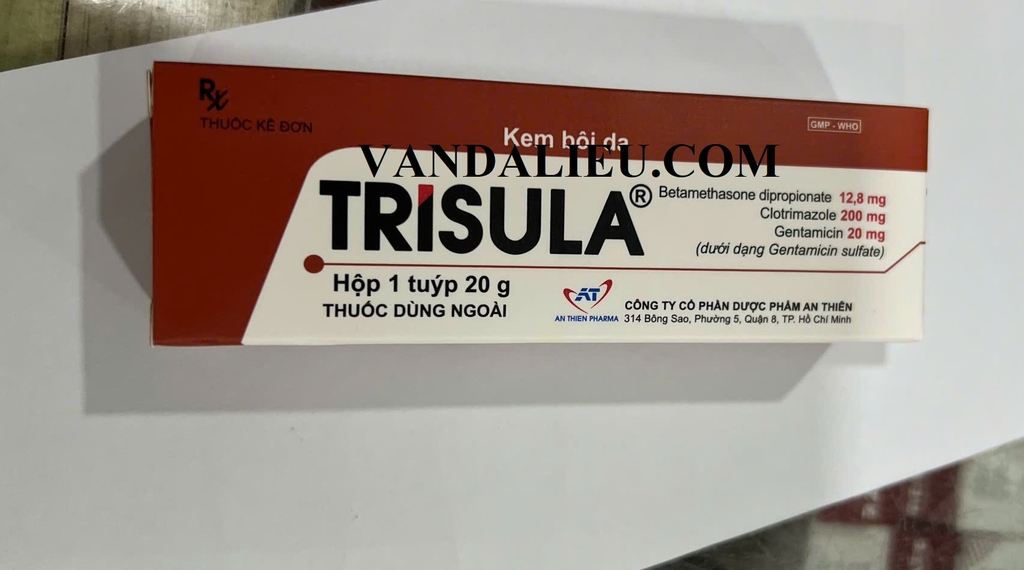 Rx
THUỐC KÊ ĐƠN
GMP - WHO
Kem bôi da
VANDALIEU.COM
TRISULA®
Betamethasone dipropionate 12,8 mg
Clotrimazole 200 mg
Gentamicin 20 mg
(dưới dạng Gentamicin sulfate)
Hộp 1 tuýp 20 g
THUỐC DÙNG NGOÀI
AT
AN THIEN PHARMA
CÔNG TY CỔ PHẦN DƯỢC PHẨM AN THIÊN
314 Bông Sao, Phường 5, Quận 8, TP. Hồ Chí Minh